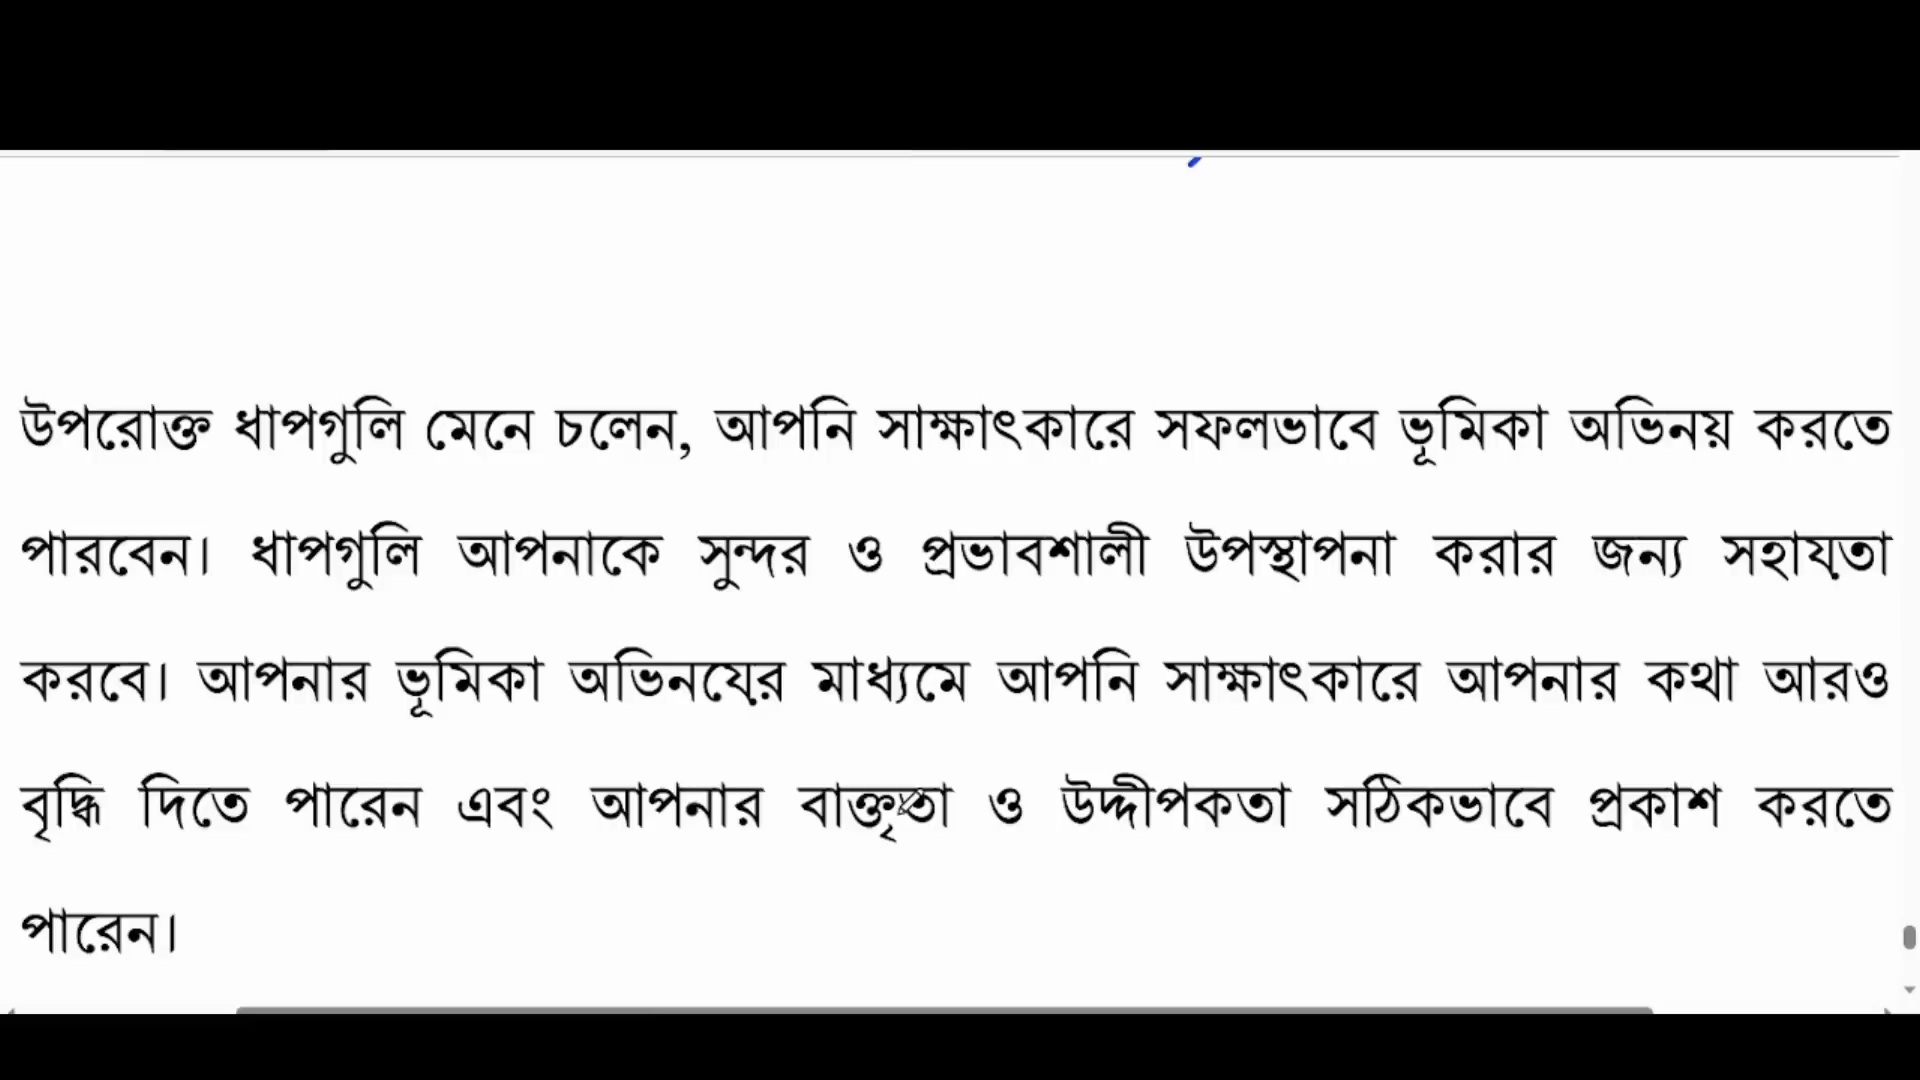 উপরোক্ত ধাপগুলি মেনে চলেন, আপনি সাক্ষাৎকারে সফলভাবে ভূমিকা অভিনয় করতে
পারবেন। ধাপগুলি আপনাকে সুন্দর ও প্রভাবশালী উপস্থাপনা করার জন্য সহায়তা
করবে। আপনার ভূমিকা অভিনয়ের মাধ্যমে আপনি সাক্ষাৎকারে আপনার কথা আরও
বৃদ্ধি দিতে পারেন এবং আপনার বাক্তৃতা ও উদ্দীপকতা সঠিকভাবে প্রকাশ করতে
পারেন।